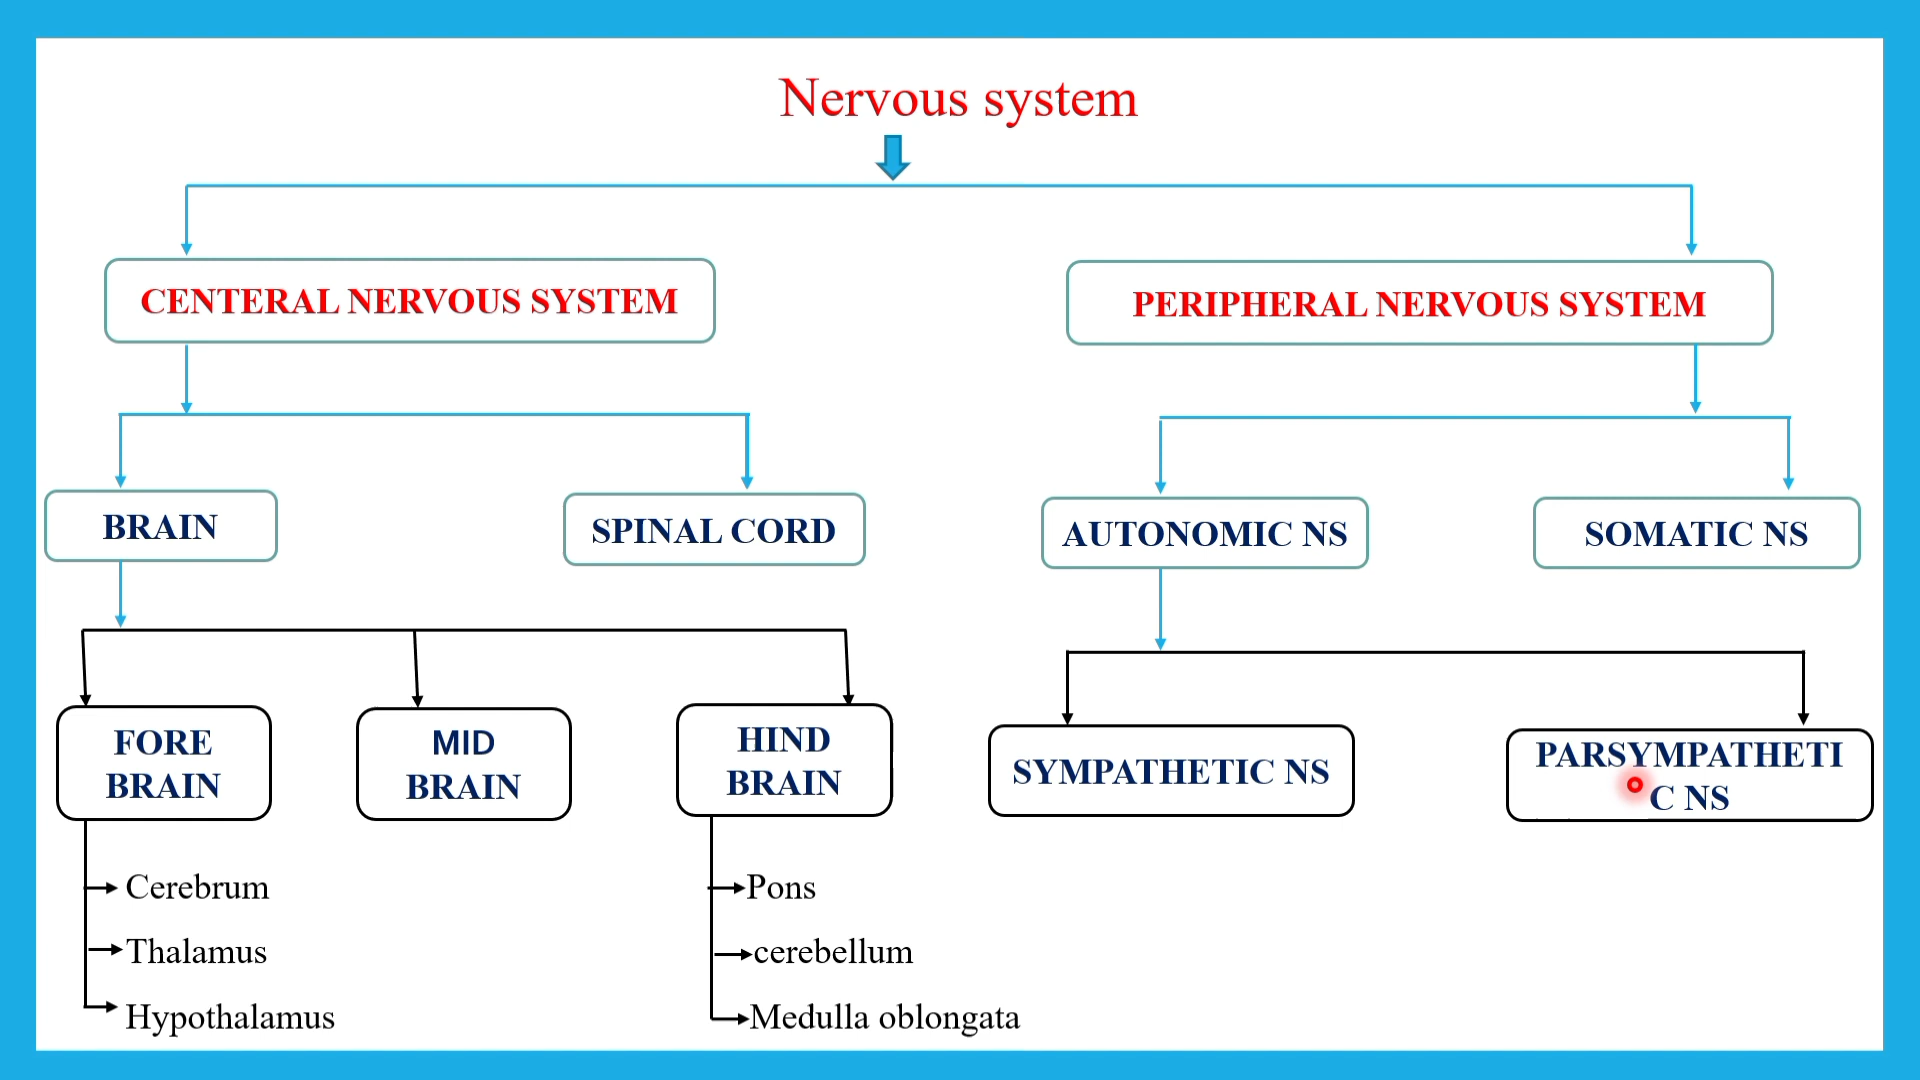 Nervous system
CENTERAL NERVOUS SYSTEM
PERIPHERAL NERVOUS SYSTEM
BRAIN
SPINAL CORD
AUTONOMIC NS
SOMATIC NS
FORE
BRAIN
MID
BRAIN
HIND
BRAIN
SYMPATHETIC NS
PARSYMPATHETI
C NS
Cerebrum
Thalamus
Hypothalamus
Pons
cerebellum
Medulla oblongata